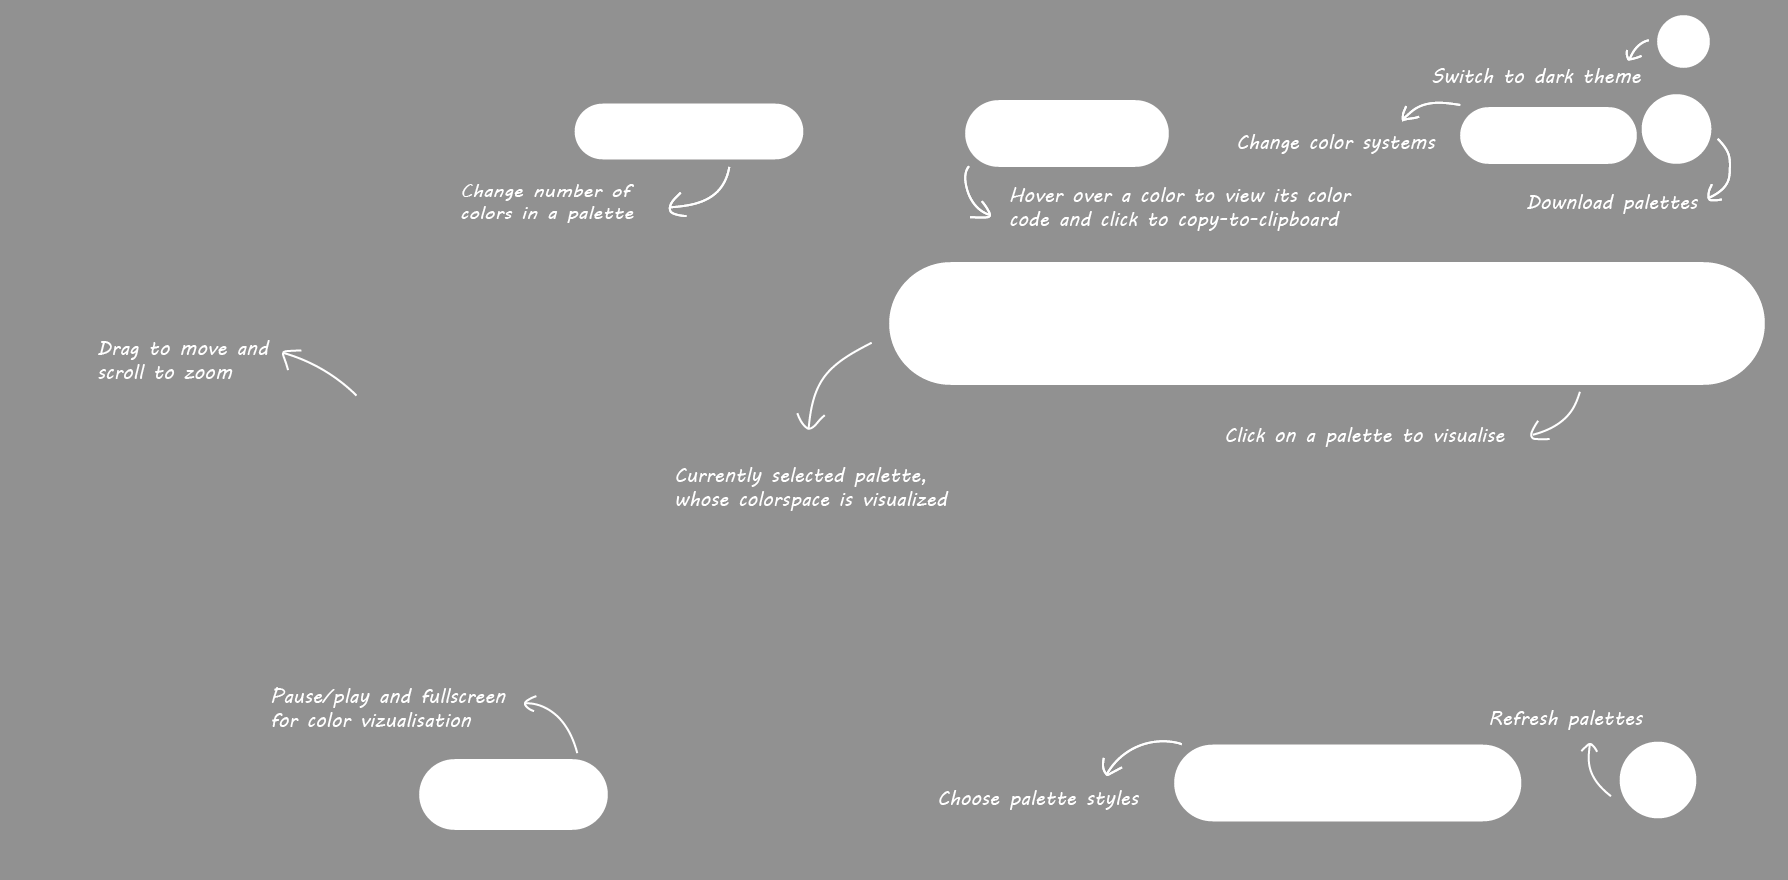 Switch to dark theme
Change color systems
Change number of
colors in a palette
Hover over a color to view its color
code and click to copy-to-clipboard
Download palettes
Drag to move and
scroll to zoom
Click on a palette to visualise
Currently selected palette,
whose colorspace is visualized
Pause/play and fullscreen
for color vizualisation
Refresh palettes
Choose palette styles